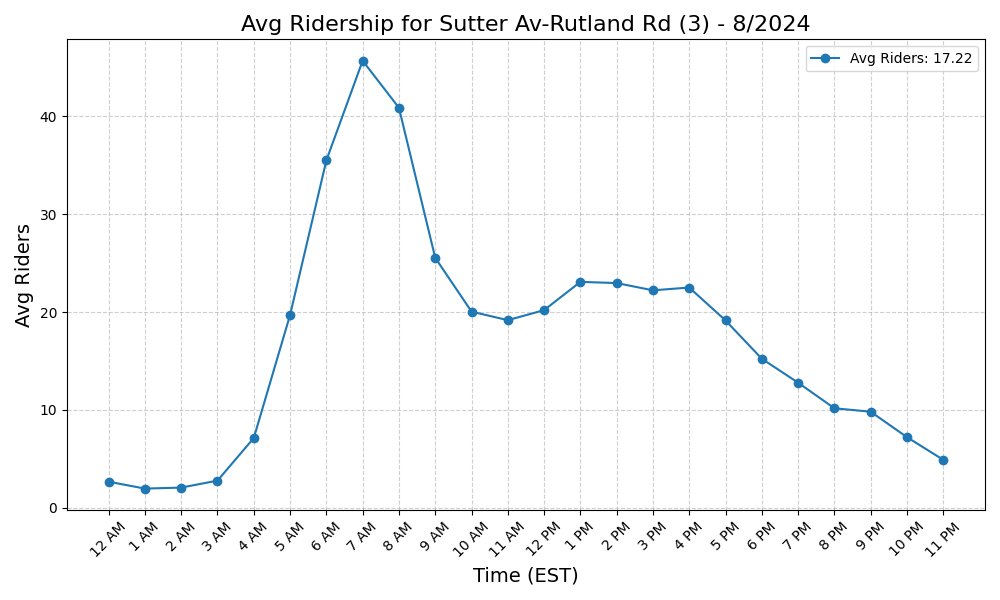 Avg Ridership for Sutter Av-Rutland Rd (3) - 8/2024
Avg Riders: 17.22
Avg Riders
40
30
20
10
0
12 AM
1 AM
2 AM
3 AM
4 AM
5 AM
6 AM
7 AM
8 AM
9 AM
10 AM
11 AM
12 PM
1 PM
2 PM
3 PM
4 PM
5 PM
6 PM
7 PM
8 PM
9 PM
10 PM
11 PM
Time (EST)